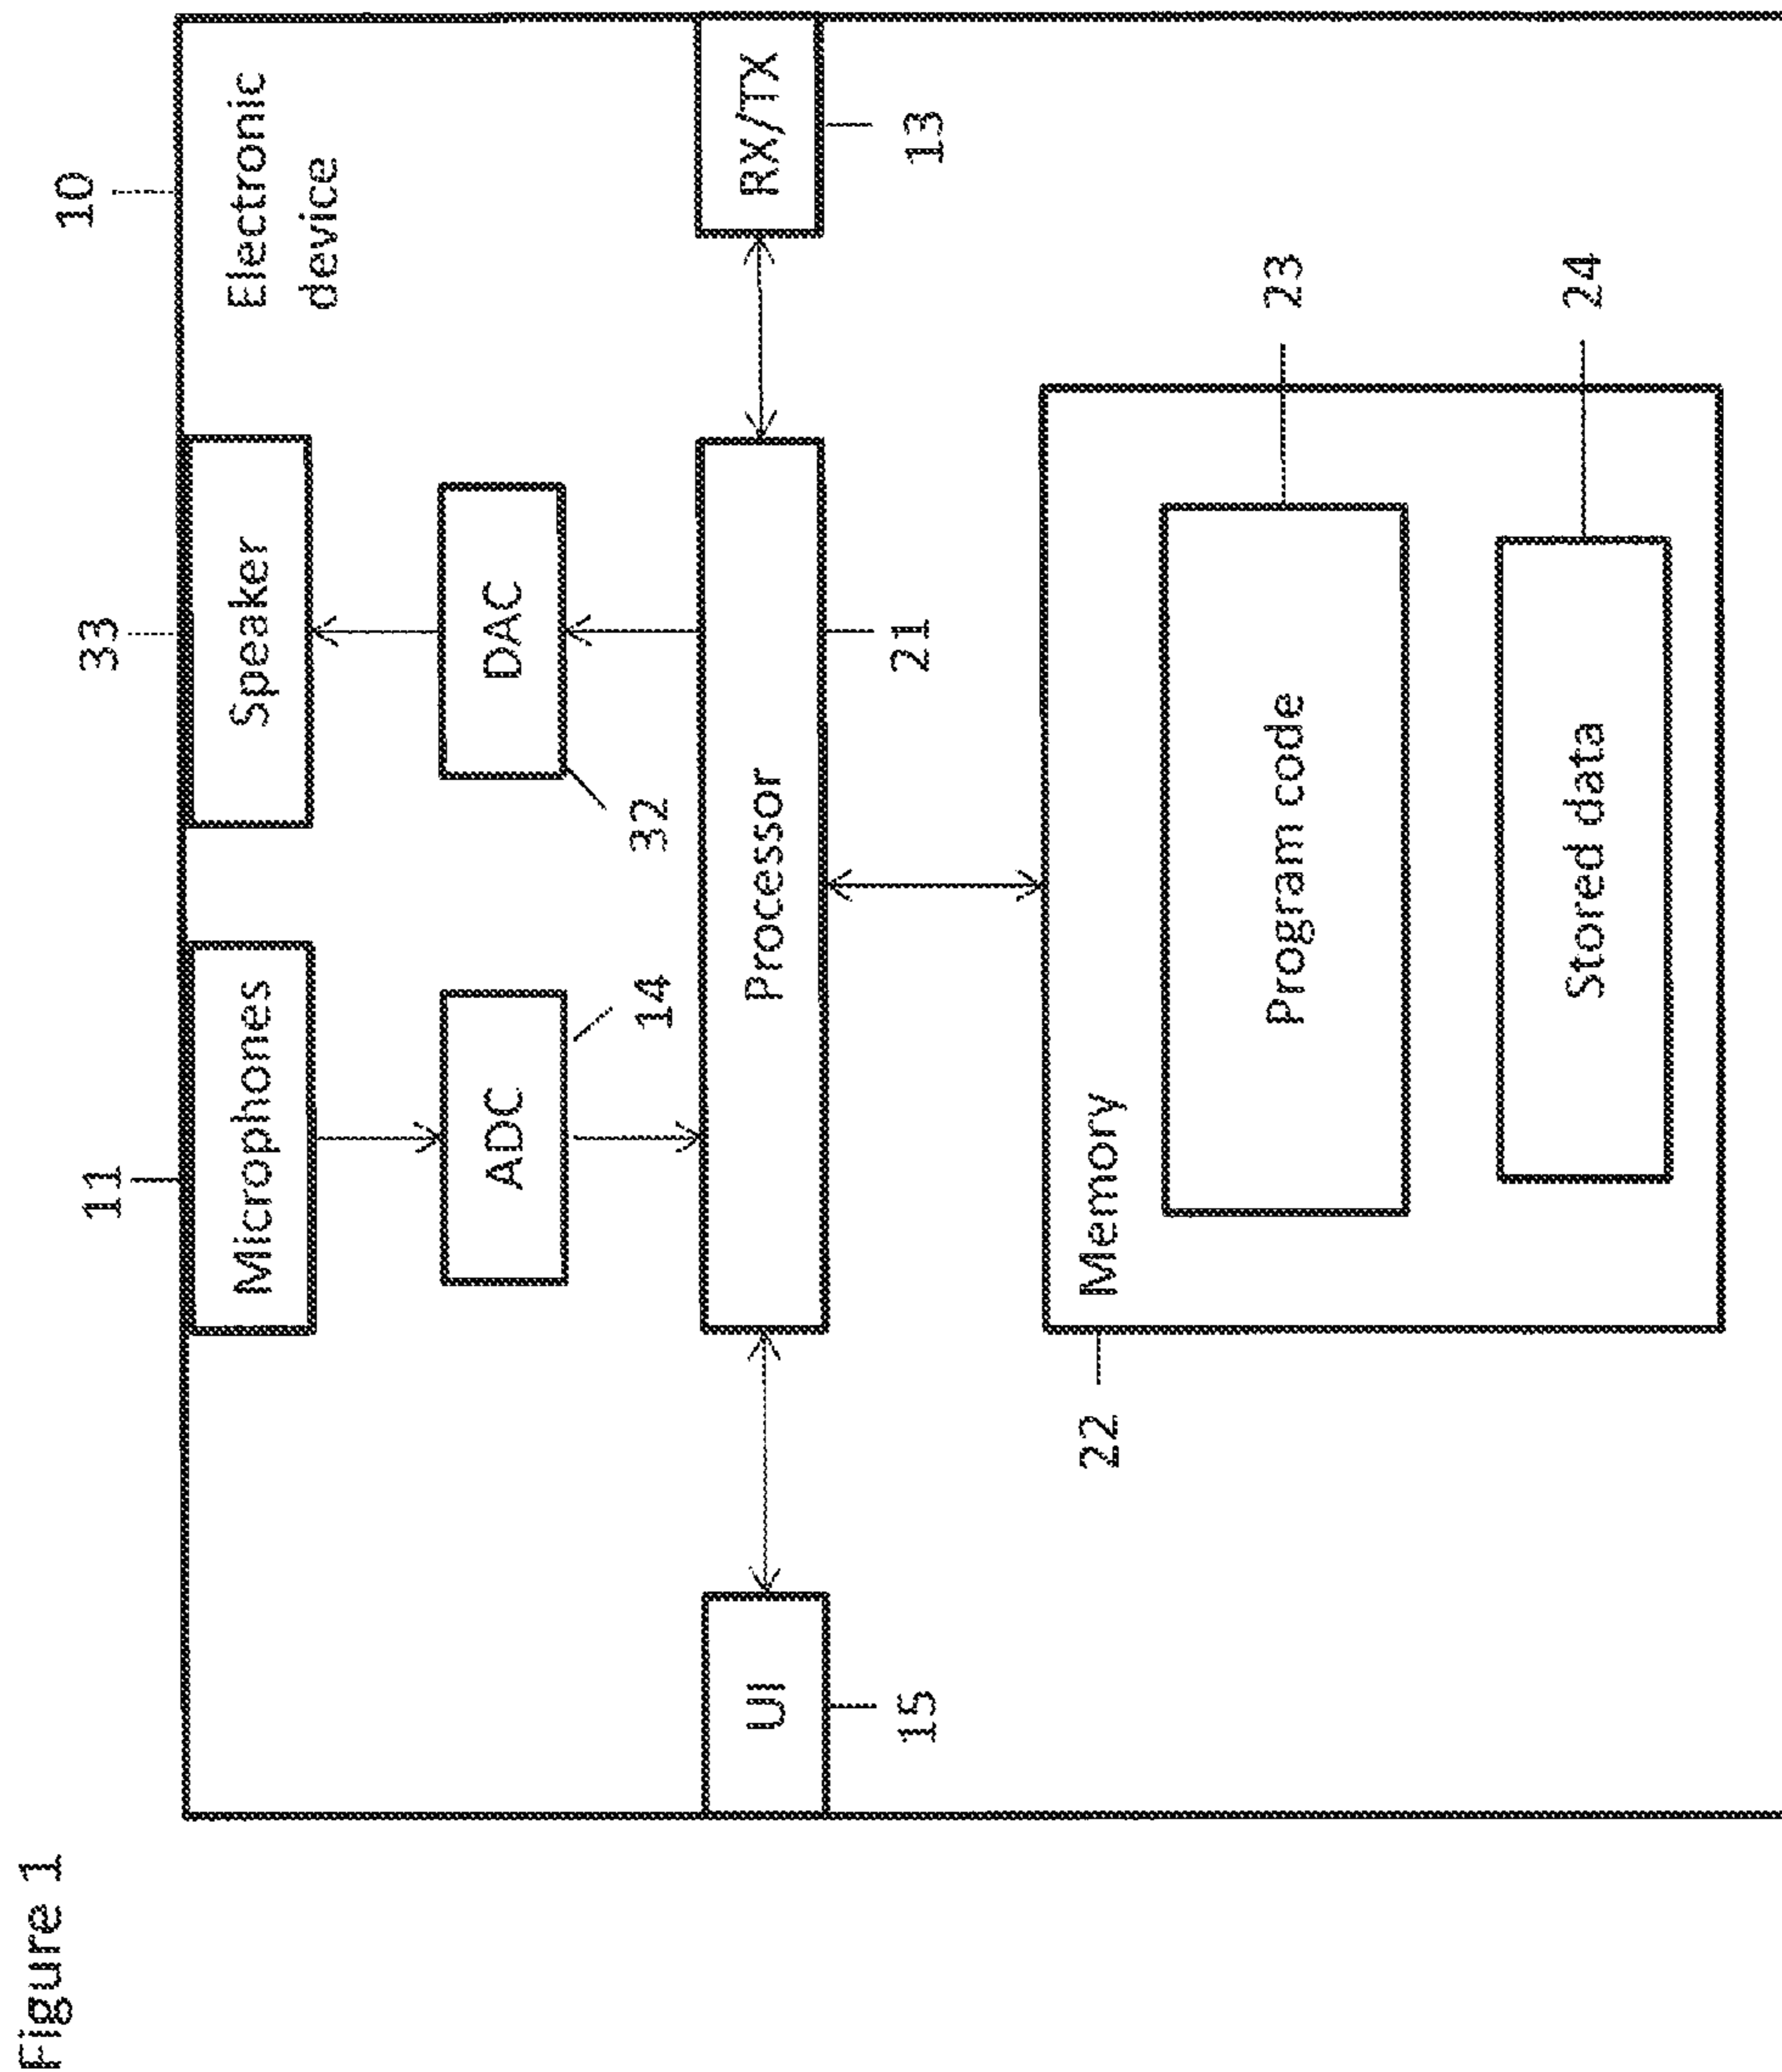 Figure 1
10
11
33
Electronic
device
Microphones
Speaker
ADC
DAC
14
32
UI
Processor
RX/TX
15
21
13
22
Memory
Program code
23
Stored data
24